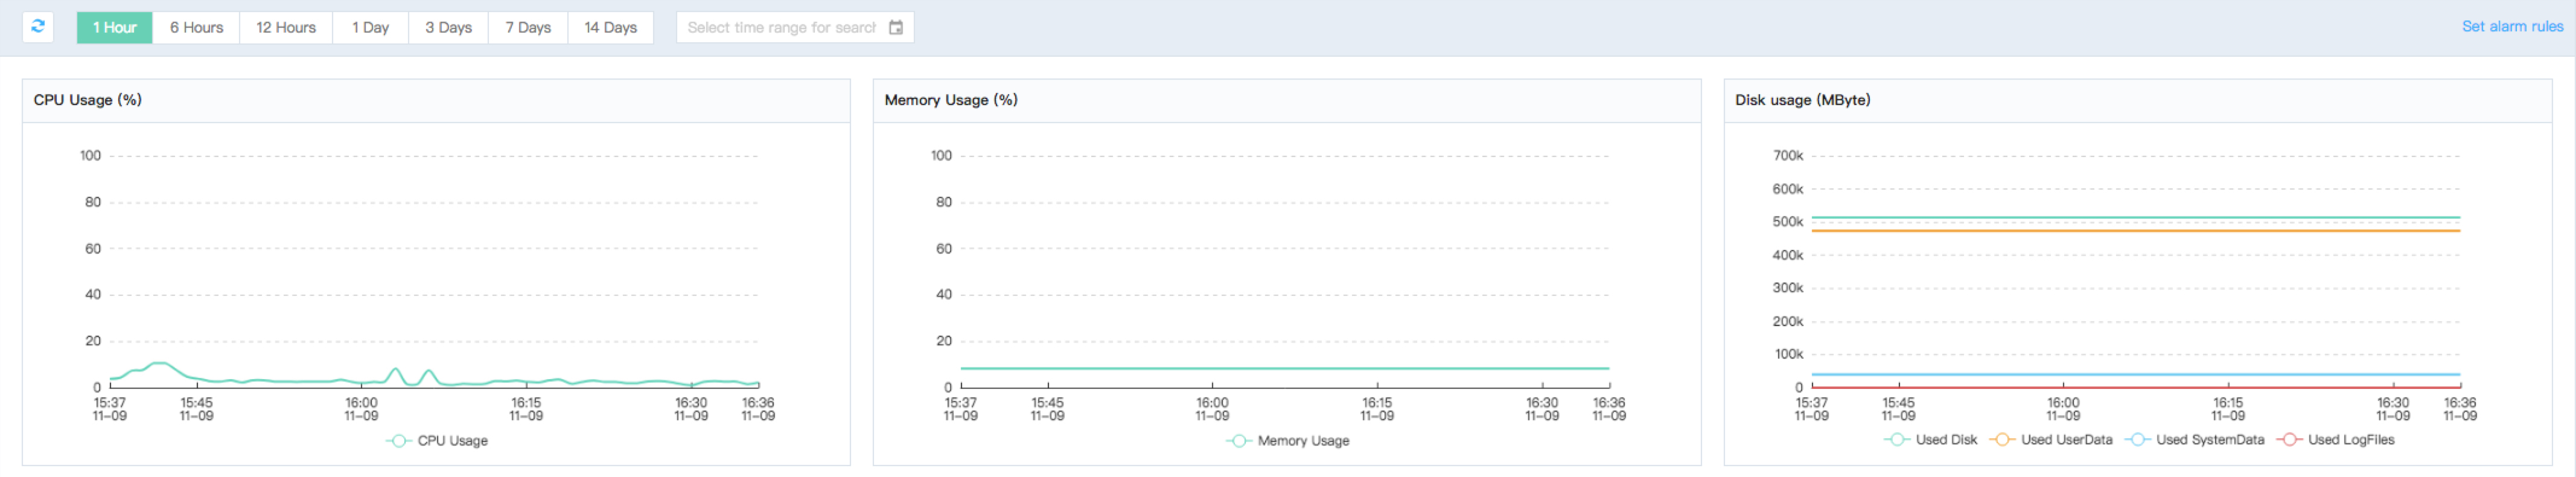 1 Hour 6 Hours 12 Hours 1 Day 3 Days 7 Days 14 Days Select time range for search Set alarm rules
CPU Usage (%)
100
80
60
40
20
0
15:37 15:45 16:00 16:15 16:30 16:36
11-09 11-09 11-09 11-09 11-09 11-09
CPU Usage
Memory Usage (%)
100
80
60
40
20
0
15:37 15:45 16:00 16:15 16:30 16:36
11-09 11-09 11-09 11-09 11-09 11-09
Memory Usage
Disk usage (MByte)
700k
600k
500k
400k
300k
200k
100k
0
15:37 15:45 16:00 16:15 16:30 16:36
11-09 11-09 11-09 11-09 11-09 11-09
Used Disk Used UserData Used SystemData Used LogFiles